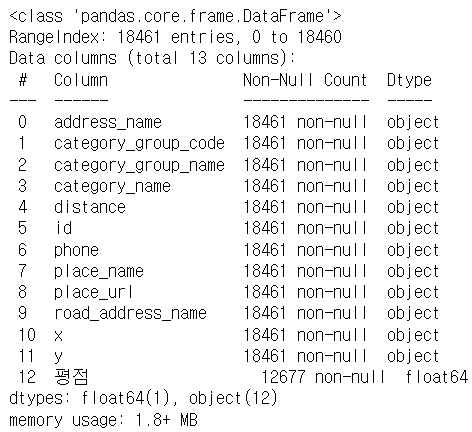 <class 'pandas.core.frame.DataFrame'>
RangeIndex: 18461 entries, 0 to 18460
Data columns (total 13 columns):
 #   Column               Non-Null Count  Dtype
---  ------               --------------  -----
 0   address_name         18461 non-null  object
 1   category_group_code  18461 non-null  object
 2   category_group_name  18461 non-null  object
 3   category_name        18461 non-null  object
 4   distance             18461 non-null  object
 5   id                   18461 non-null  object
 6   phone                18461 non-null  object
 7   place_name           18461 non-null  object
 8   place_url            18461 non-null  object
 9   road_address_name    18461 non-null  object
 10  x                    18461 non-null  object
 11  y                    18461 non-null  object
 12  평점                   12677 non-null  float64
dtypes: float64(1), object(12)
memory usage: 1.8+ MB